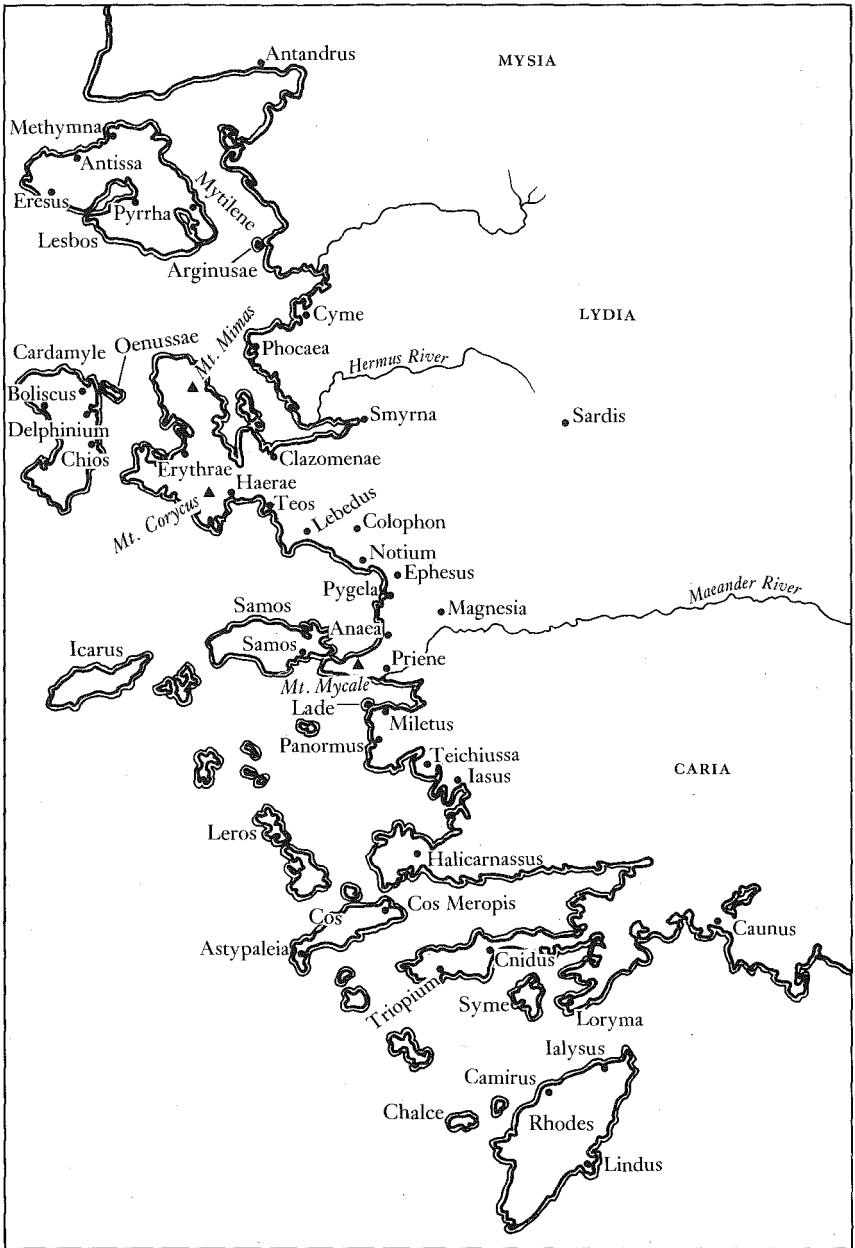 Antandrus
MYSIA
Methymna
Antissa
Eresus
Pyrrha
Mytilene
Lesbos
Arginusae
Cyme
LYDIA
Mt. Mimas
Oenussae
Phocaea
Cardamyle
Hermus River
Boliscus
Smyrna
Sardis
Delphinium
Chios
Erythrae
Clazomenae
Haerae
Teos
Mt. Corycus
Lebedus
Colophon
Notium
Ephesus
Pygela
Maeander River
Samos
Magnesia
Anaea
Samos
Icarus
Priene
Mt. Mycale
Lade
Miletus
Panormus
Teichiussa
Iasus
CARIA
Leros
Halicarnassus
Cos Meropis
Cos
Caunus
Astypaleia
Cnidus
Triopium
Syme
Loryma
Ialysus
Camirus
Chalce
Rhodes
Lindus